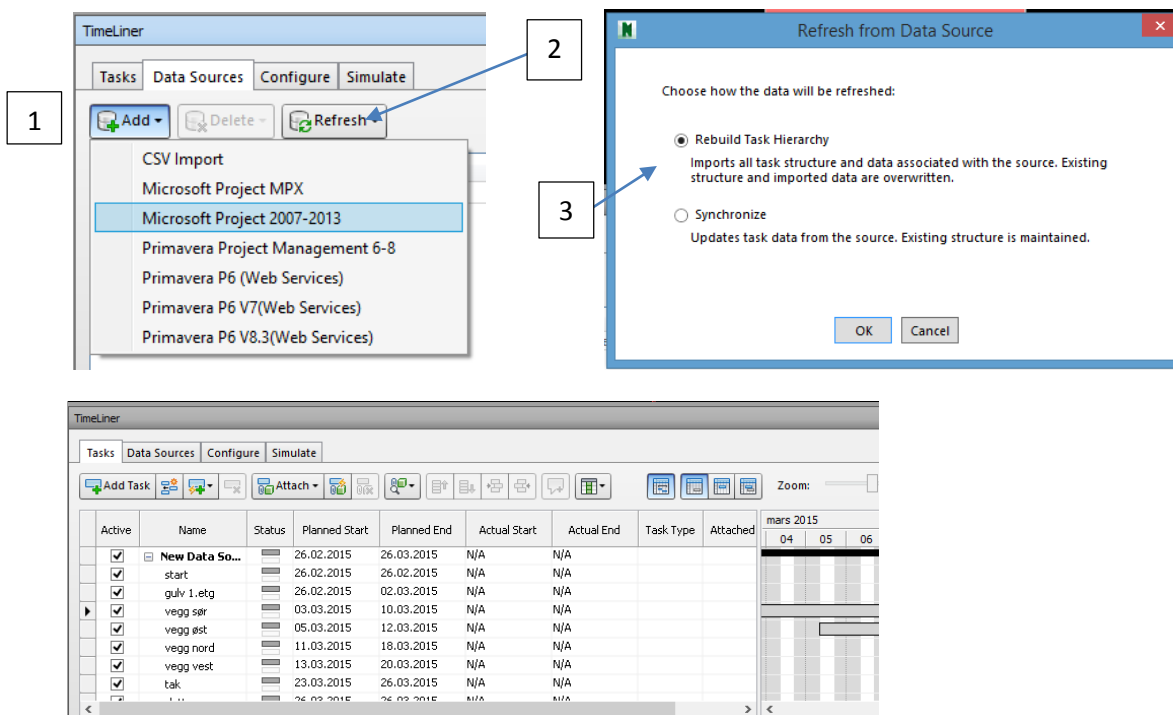 TimeLiner
Tasks Data Sources Configure Simulate
1
2
Add Delete Refresh
CSV Import
Microsoft Project MPX
Microsoft Project 2007-2013
Primavera Project Management 6-8
Primavera P6 (Web Services)
Primavera P6 V7(Web Services)
Primavera P6 V8.3(Web Services)
N
Refresh from Data Source
Choose how the data will be refreshed:
Rebuild Task Hierarchy
Imports all task structure and data associated with the source. Existing
structure and imported data are overwritten.
3
Synchronize
Updates task data from the source. Existing structure is maintained.
OK Cancel
TimeLiner
Tasks Data Sources Configure Simulate
Add Task Attach Zoom:
Active Name Status Planned Start Planned End Actual Start Actual End Task Type Attached mars 2015
04 05 06
New Data So... 26.02.2015 26.03.2015 N/A N/A
start 26.02.2015 26.02.2015 N/A N/A
gulv 1.etg 26.02.2015 02.03.2015 N/A N/A
vegg sør 03.03.2015 10.03.2015 N/A N/A
vegg øst 05.03.2015 12.03.2015 N/A N/A
vegg nord 11.03.2015 18.03.2015 N/A N/A
vegg vest 13.03.2015 20.03.2015 N/A N/A
tak 23.03.2015 26.03.2015 N/A N/A
26.03.2015 26.03.2015 N/A N/A